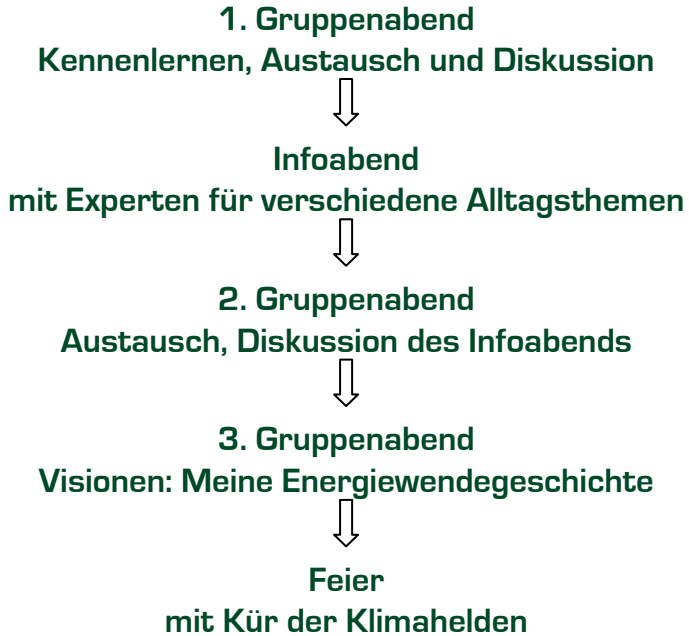 1. Gruppenabend
Kennenlernen, Austausch und Diskussion
Infoabend
mit Experten für verschiedene Alltagsthemen
2. Gruppenabend
Austausch, Diskussion des Infoabends
3. Gruppenabend
Visionen: Meine Energiewendegeschichte
Feier
mit Kür der Klimahelden